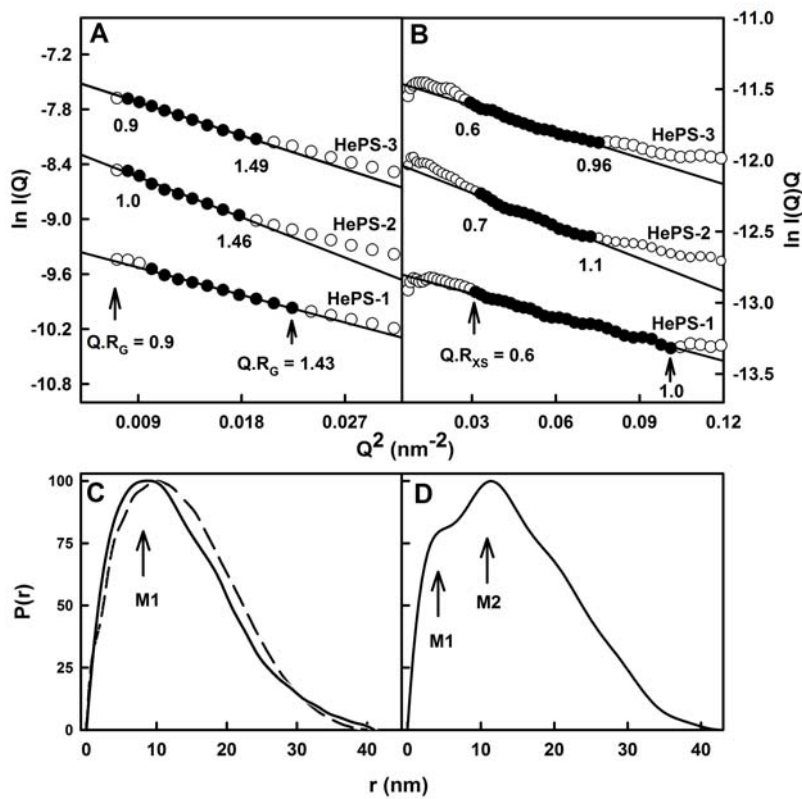 A
B
-7.2
-7.8
-8.4
-9.0
-9.6
-10.2
-10.8
ln I(Q)
HePS-3
0.9
1.49
HePS-2
1.0
1.46
HePS-1
Q.R_G = 0.9
Q.R_G = 1.43
0.009
0.018
0.027
HePS-3
0.6
0.96
HePS-2
0.7
1.1
HePS-1
Q.R_XS = 0.6
1.0
-11.0
-11.5
-12.0
-12.5
-13.0
-13.5
ln I(Q)Q
0.03
0.06
0.09
0.12
Q² (nm⁻²)
C
D
100
75
50
25
0
P(r)
M1
M1
M2
0
10
20
30
40
0
10
20
30
40
r (nm)